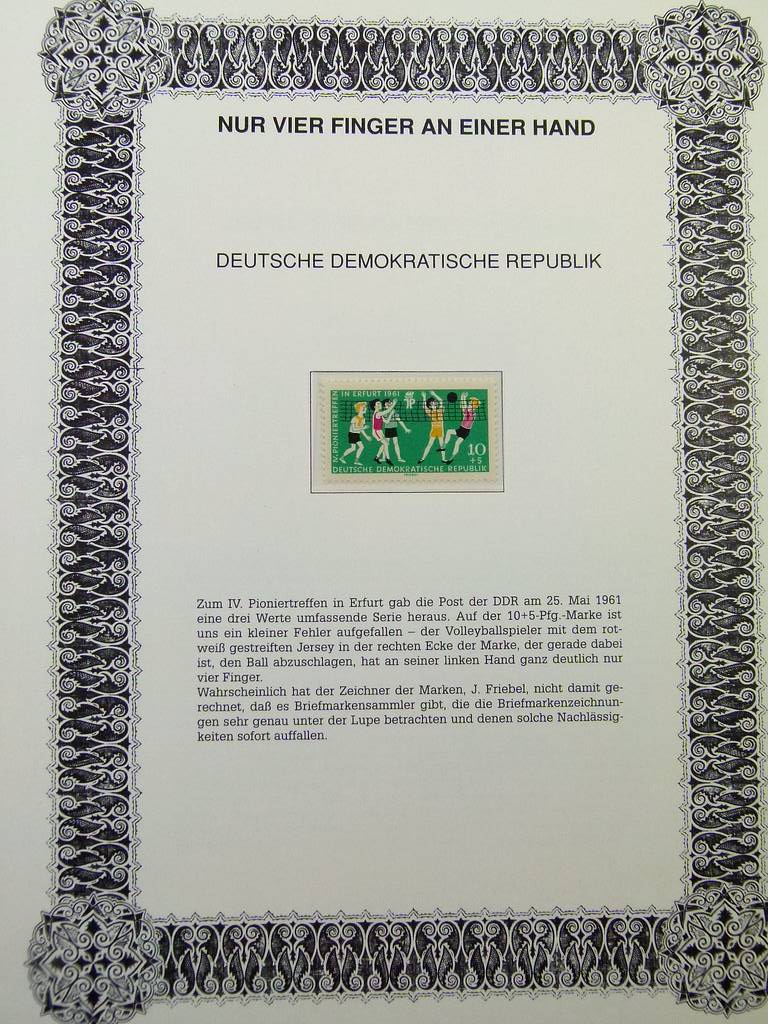 NUR VIER FINGER AN EINER HAND
DEUTSCHE DEMOKRATISCHE REPUBLIK
IV. PIONIERTREFFEN
IN ERFURT 1961
JP
10
+5
DEUTSCHE DEMOKRATISCHE REPUBLIK
Zum IV. Pioniertreffen in Erfurt gab die Post der DDR am 25. Mai 1961
eine drei Werte umfassende Serie heraus. Auf der 10+5-Pfg.-Marke ist
uns ein kleiner Fehler aufgefallen – der Volleyballspieler mit dem rot-
weiß gestreiften Jersey in der rechten Ecke der Marke, der gerade dabei
ist, den Ball abzuschlagen, hat an seiner linken Hand ganz deutlich nur
vier Finger.
Wahrscheinlich hat der Zeichner der Marken, J. Friebel, nicht damit ge-
rechnet, daß es Briefmarkensammler gibt, die die Briefmarkenzeichnun-
gen sehr genau unter der Lupe betrachten und denen solche Nachlässig-
keiten sofort auffallen.